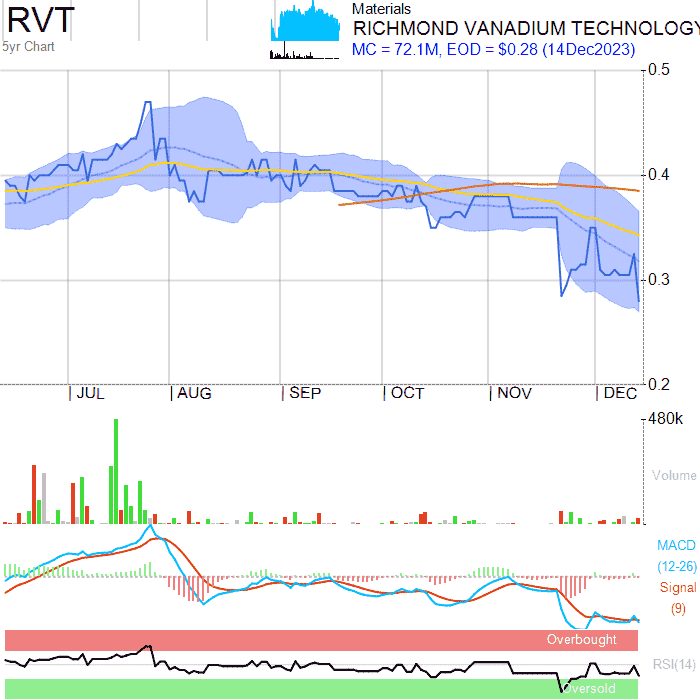 RVT
5yr Chart
Materials
RICHMOND VANADIUM TECHNOLOGY
MC = 72.1M, EOD = $0.28 (14Dec2023)
0.5
0.4
0.3
0.2
JUL AUG SEP OCT NOV DEC
480k
Volume
MACD
(12-26)
Signal
(9)
Overbought
RSI(14)
Oversold